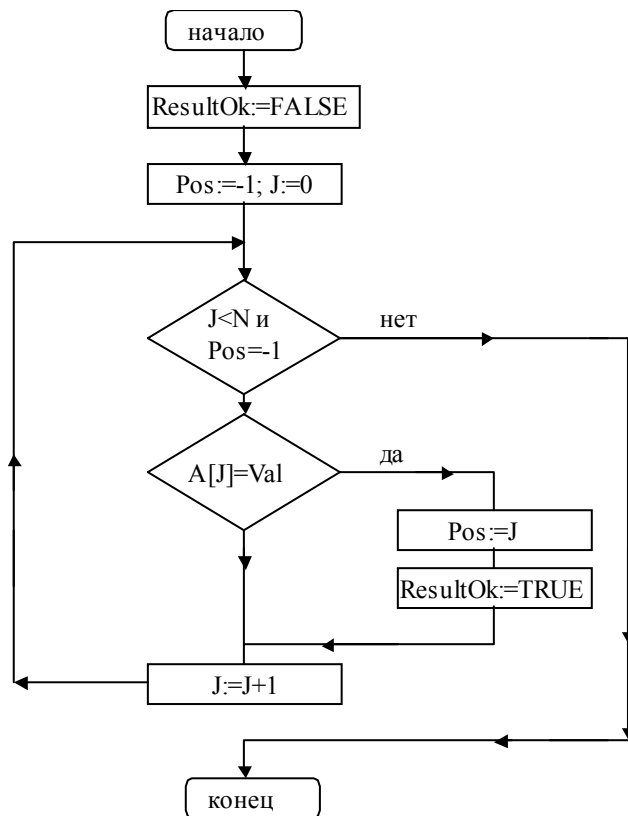 начало
ResultOk:=FALSE
Pos:=-1; J:=0
J<N и
Pos=-1
нет
A[J]=Val
да
Pos:=J
ResultOk:=TRUE
J:=J+1
конец